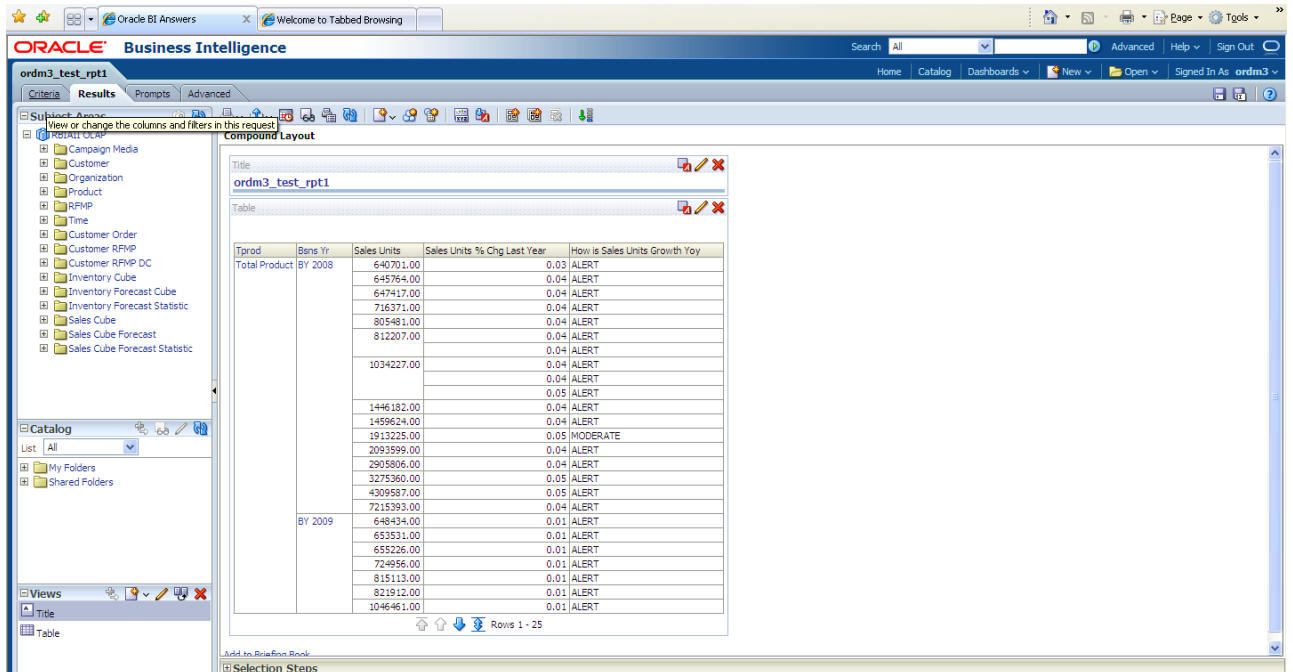 Oracle BI Answers X Welcome to Tabbed Browsing Page Tools »
ORACLE Business Intelligence Search All Advanced Help Sign Out
ordm3_test_rpt1 Home Catalog Dashboards New Open Signed In As ordm3
Criteria Results Prompts Advanced
Subject Areas
View or change the columns and filters in this request
RBIAII OLAP
Campaign Media
Customer
Organization
Product
RFMP
Time
Customer Order
Customer RFMP
Customer RFMP DC
Inventory Cube
Inventory Forecast Cube
Inventory Forecast Statistic
Sales Cube
Sales Cube Forecast
Sales Cube Forecast Statistic
Catalog
List All
My Folders
Shared Folders
Views
Title
Table
Compound Layout
Title
ordm3_test_rpt1
Table
Tprod Bsns Yr Sales Units Sales Units % Chg Last Year How is Sales Units Growth Yoy
Total Product BY 2008 640701.00 0.03 ALERT
645764.00 0.04 ALERT
647417.00 0.04 ALERT
716371.00 0.04 ALERT
805481.00 0.04 ALERT
812207.00 0.04 ALERT
0.04 ALERT
1034227.00 0.04 ALERT
0.04 ALERT
0.05 ALERT
1446182.00 0.04 ALERT
1459624.00 0.04 ALERT
1913225.00 0.05 MODERATE
2093599.00 0.04 ALERT
2905806.00 0.04 ALERT
3275360.00 0.05 ALERT
4309587.00 0.05 ALERT
7215393.00 0.04 ALERT
BY 2009 648434.00 0.01 ALERT
653531.00 0.01 ALERT
655226.00 0.01 ALERT
724956.00 0.01 ALERT
815113.00 0.01 ALERT
821912.00 0.01 ALERT
1046461.00 0.01 ALERT
Rows 1 - 25
Add to Briefing Book
Selection Steps